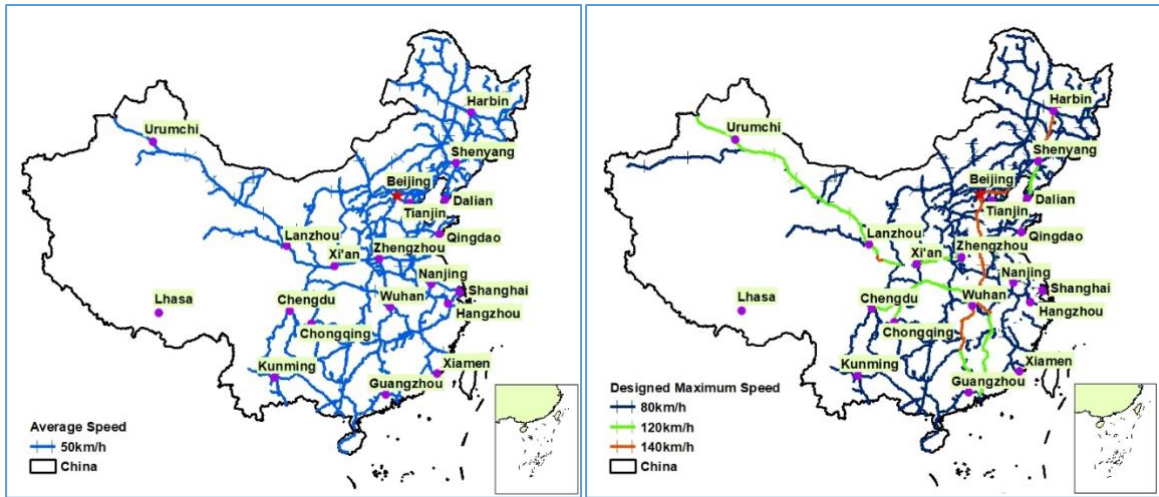 Harbin
Urumchi
Shenyang
Beijing
Dalian
Tianjin
Lanzhou
Qingdao
Xi'an
Zhengzhou
Nanjing
Shanghai
Lhasa
Chengdu
Wuhan
Hangzhou
Chongqing
Kunming
Xiamen
Guangzhou
Average Speed
50km/h
China
Harbin
Urumchi
Shenyang
Beijing
Dalian
Tianjin
Lanzhou
Qingdao
Xi'an
Zhengzhou
Nanjing
Shanghai
Lhasa
Chengdu
Wuhan
Hangzhou
Chongqing
Kunming
Xiamen
Guangzhou
Designed Maximum Speed
80km/h
120km/h
140km/h
China